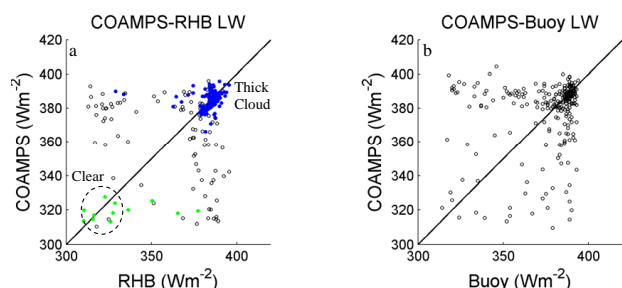 COAMPS-RHB LW
a
420
400
380
360
340
320
300
300
350
400
COAMPS (Wm-2)
RHB (Wm-2)
Thick
Cloud
Clear
COAMPS-Buoy LW
b
420
400
380
360
340
320
300
300
350
400
COAMPS (Wm-2)
Buoy (Wm-2)